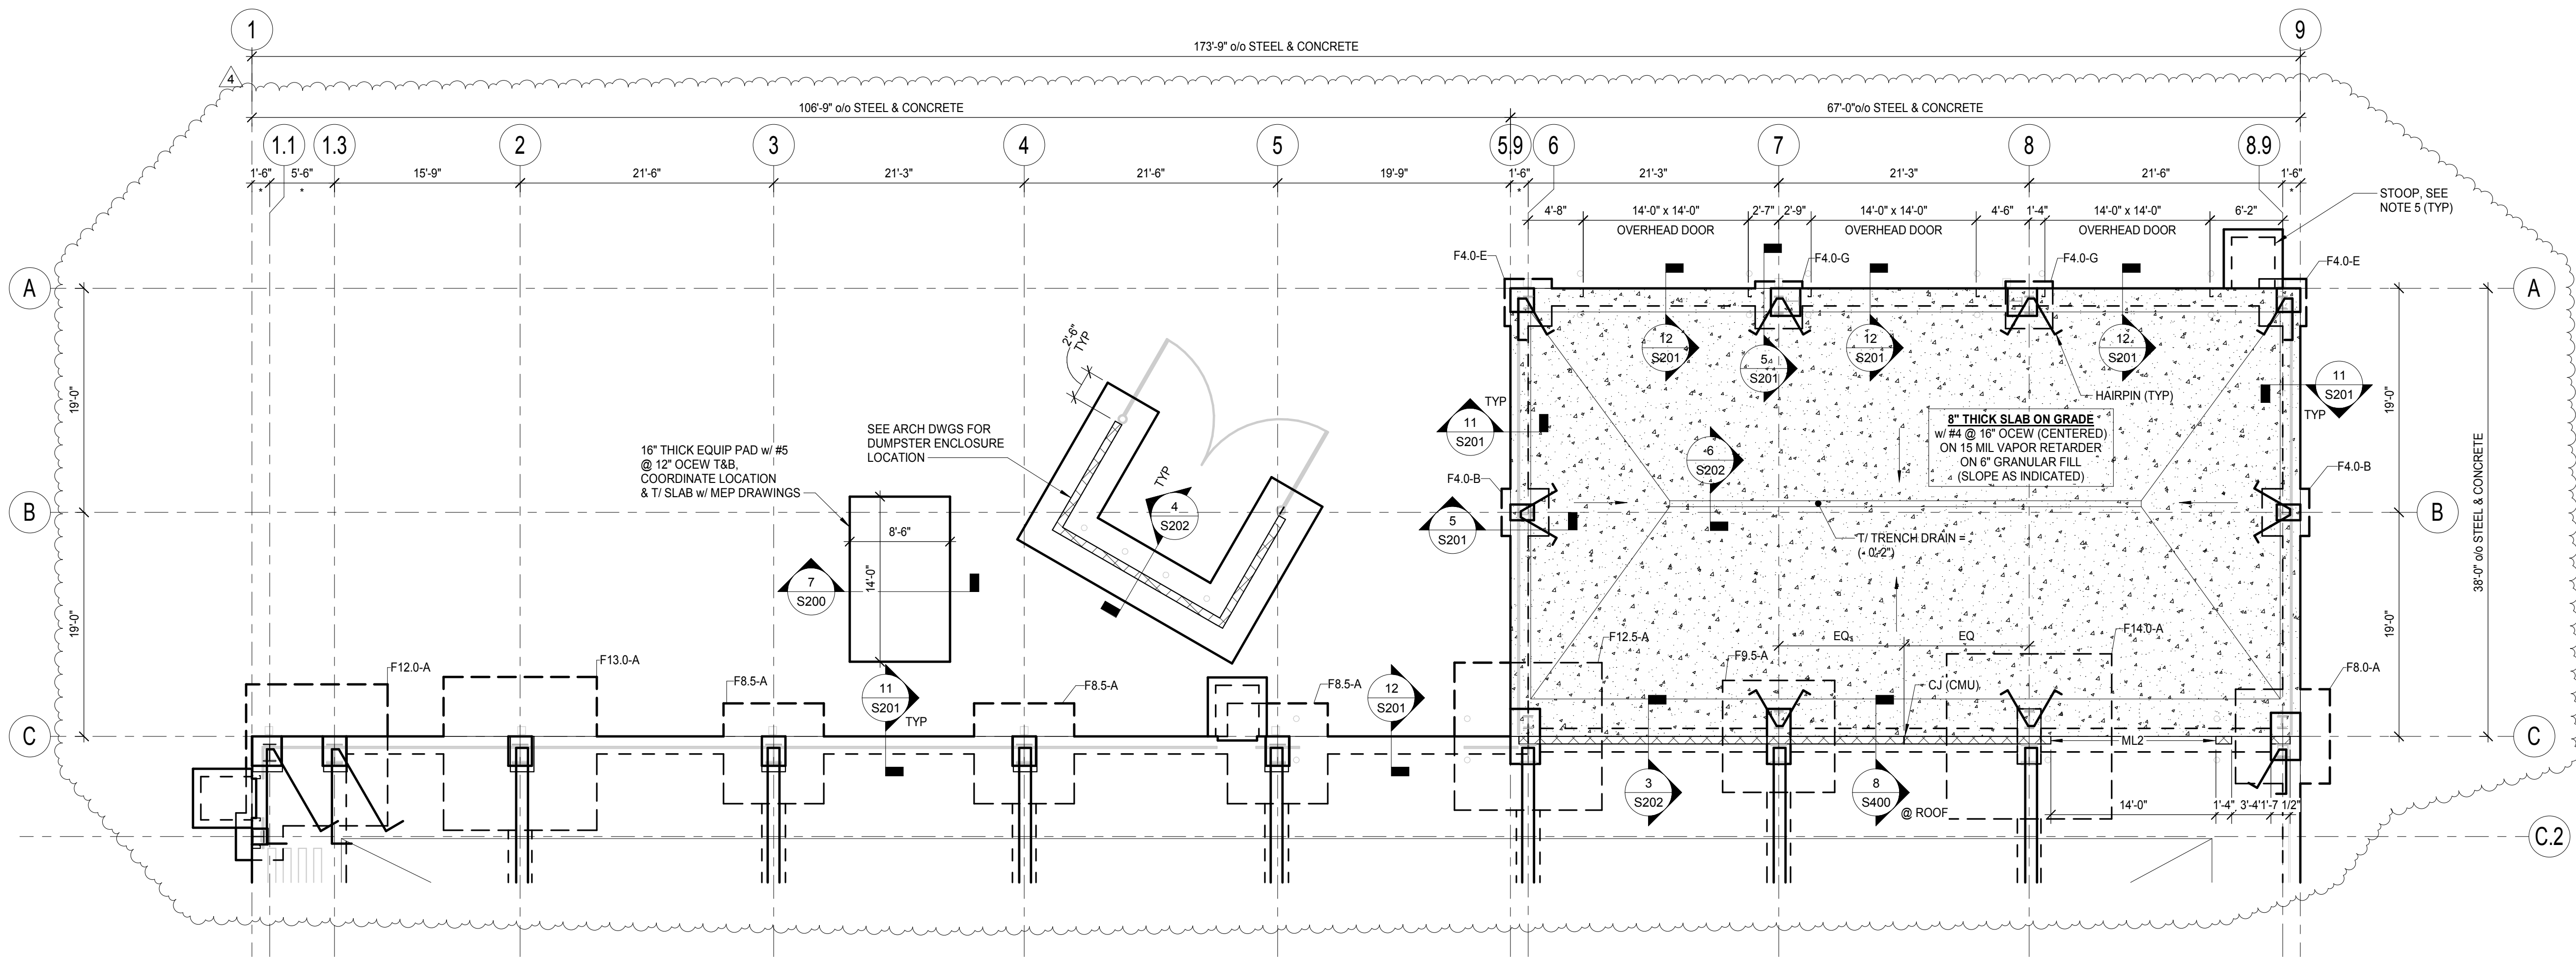 1
9
173'-9" o/o STEEL & CONCRETE
4
106'-9" o/o STEEL & CONCRETE
67'-0"o/o STEEL & CONCRETE
1.1
1.3
2
3
4
5
5.9
6
7
8
8.9
1'-6"
*
5'-6"
*
15'-9"
21'-6"
21'-3"
21'-6"
19'-9"
1'-6"
*
21'-3"
21'-3"
21'-6"
1'-6"
*
STOOP, SEE
NOTE 5 (TYP)
4'-8"
14'-0" x 14'-0"
OVERHEAD DOOR
2'-7"
2'-9"
14'-0" x 14'-0"
OVERHEAD DOOR
4'-6"
1'-4"
14'-0" x 14'-0"
OVERHEAD DOOR
6'-2"
F4.0-E
F4.0-G
F4.0-G
F4.0-E
A
A
12
S201
5
S201
12
S201
12
S201
2'-6"
TYP
HAIRPIN (TYP)
11
S201
TYP
11
S201
TYP
19'-0"
19'-0"
38'-0" o/o STEEL & CONCRETE
8" THICK SLAB ON GRADE
w/ #4 @ 16" OCEW (CENTERED)
ON 15 MIL VAPOR RETARDER
ON 6" GRANULAR FILL
(SLOPE AS INDICATED)
SEE ARCH DWGS FOR
DUMPSTER ENCLOSURE
LOCATION
16" THICK EQUIP PAD w/ #5
@ 12" OCEW T&B,
COORDINATE LOCATION
& T/ SLAB w/ MEP DRAWINGS
6
S202
F4.0-B
F4.0-B
TYP
4
S202
5
S201
B
B
8'-6"
14'-0"
T/ TRENCH DRAIN =
(- 0'-2")
7
S200
19'-0"
19'-0"
EQ
EQ
F12.5-A
F14.0-A
F12.0-A
F13.0-A
F8.5-A
F8.5-A
F8.5-A
F9.5-A
F8.0-A
11
S201
TYP
12
S201
CJ (CMU)
C
ML2
C
3
S202
8
S400
@ ROOF
14'-0"
1'-4"
3'-4"
1'-7 1/2"
C.2